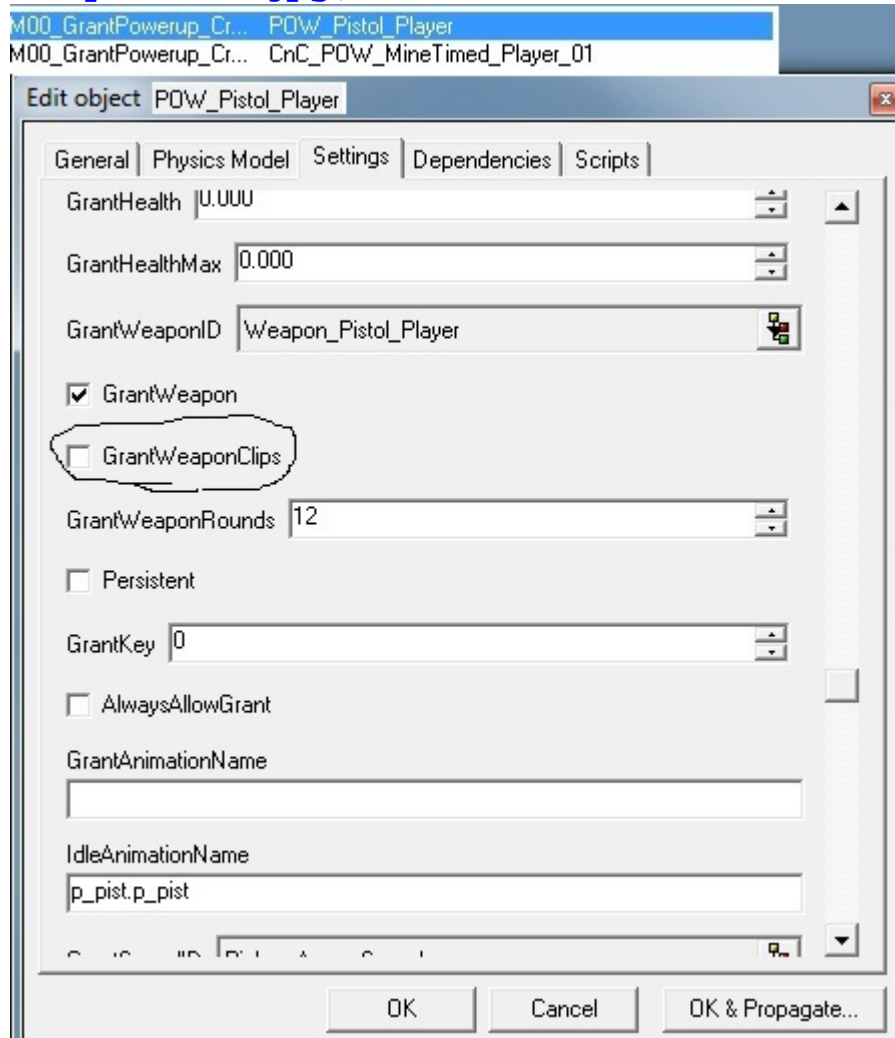 M00_GrantPowerup_Cr... POW_Pistol_Player
M00_GrantPowerup_Cr... CnC_POW_MineTimed_Player_01
Edit object POW_Pistol_Player
General Physics Model Settings Dependencies Scripts
GrantHealth 0.000
GrantHealthMax 0.000
GrantWeaponID Weapon_Pistol_Player
GrantWeapon
GrantWeaponClips
GrantWeaponRounds 12
Persistent
GrantKey 0
AlwaysAllowGrant
GrantAnimationName
IdleAnimationName
p_pist.p_pist
OK Cancel OK & Propagate...